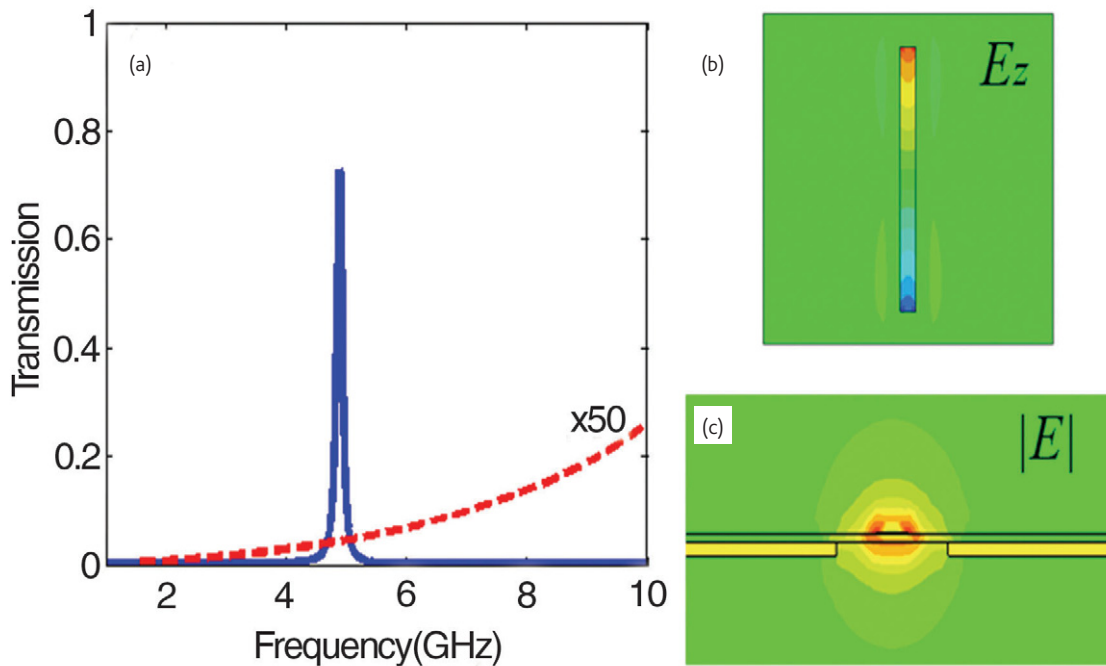 (a)
1
0.8
0.6
0.4
0.2
0
Transmission
x50
2 4 6 8 10
Frequency(GHz)
(b)
Ez
(c)
|E|